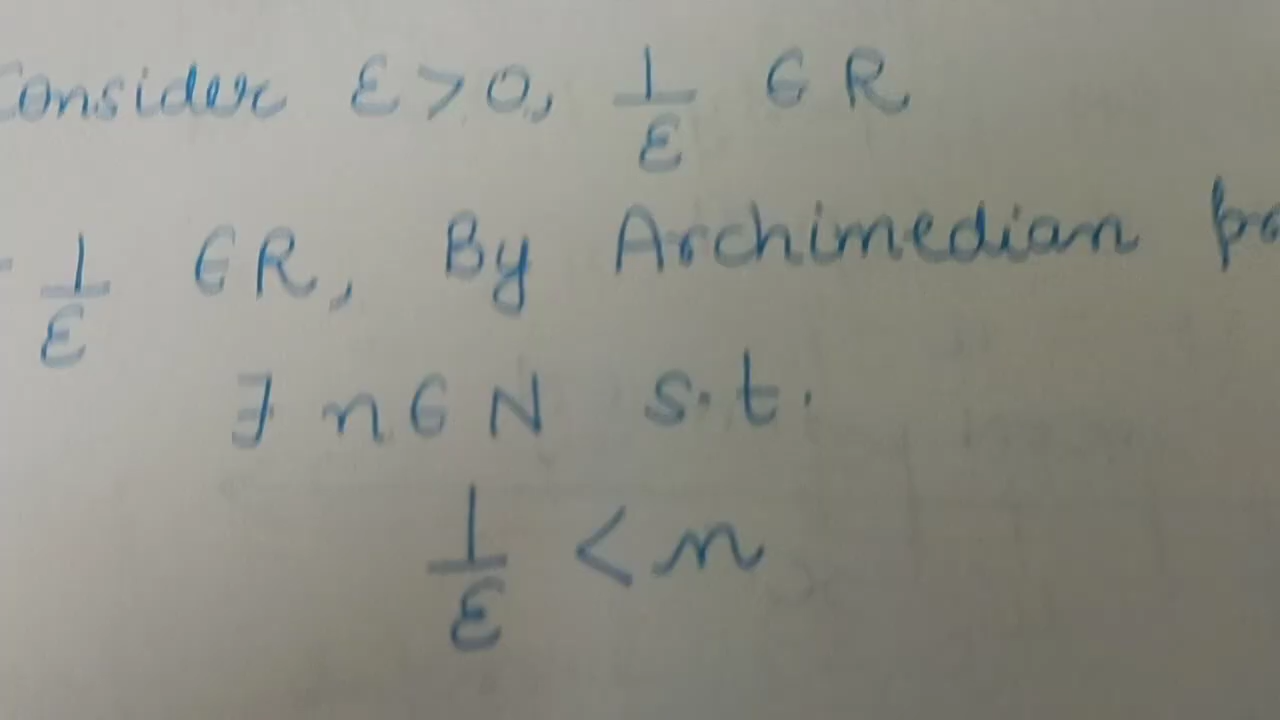 Consider ε > 0, 1/ε ∈ R
1/ε ∈ R, By Archimedian
∃ n ∈ N s.t.
1/ε < n